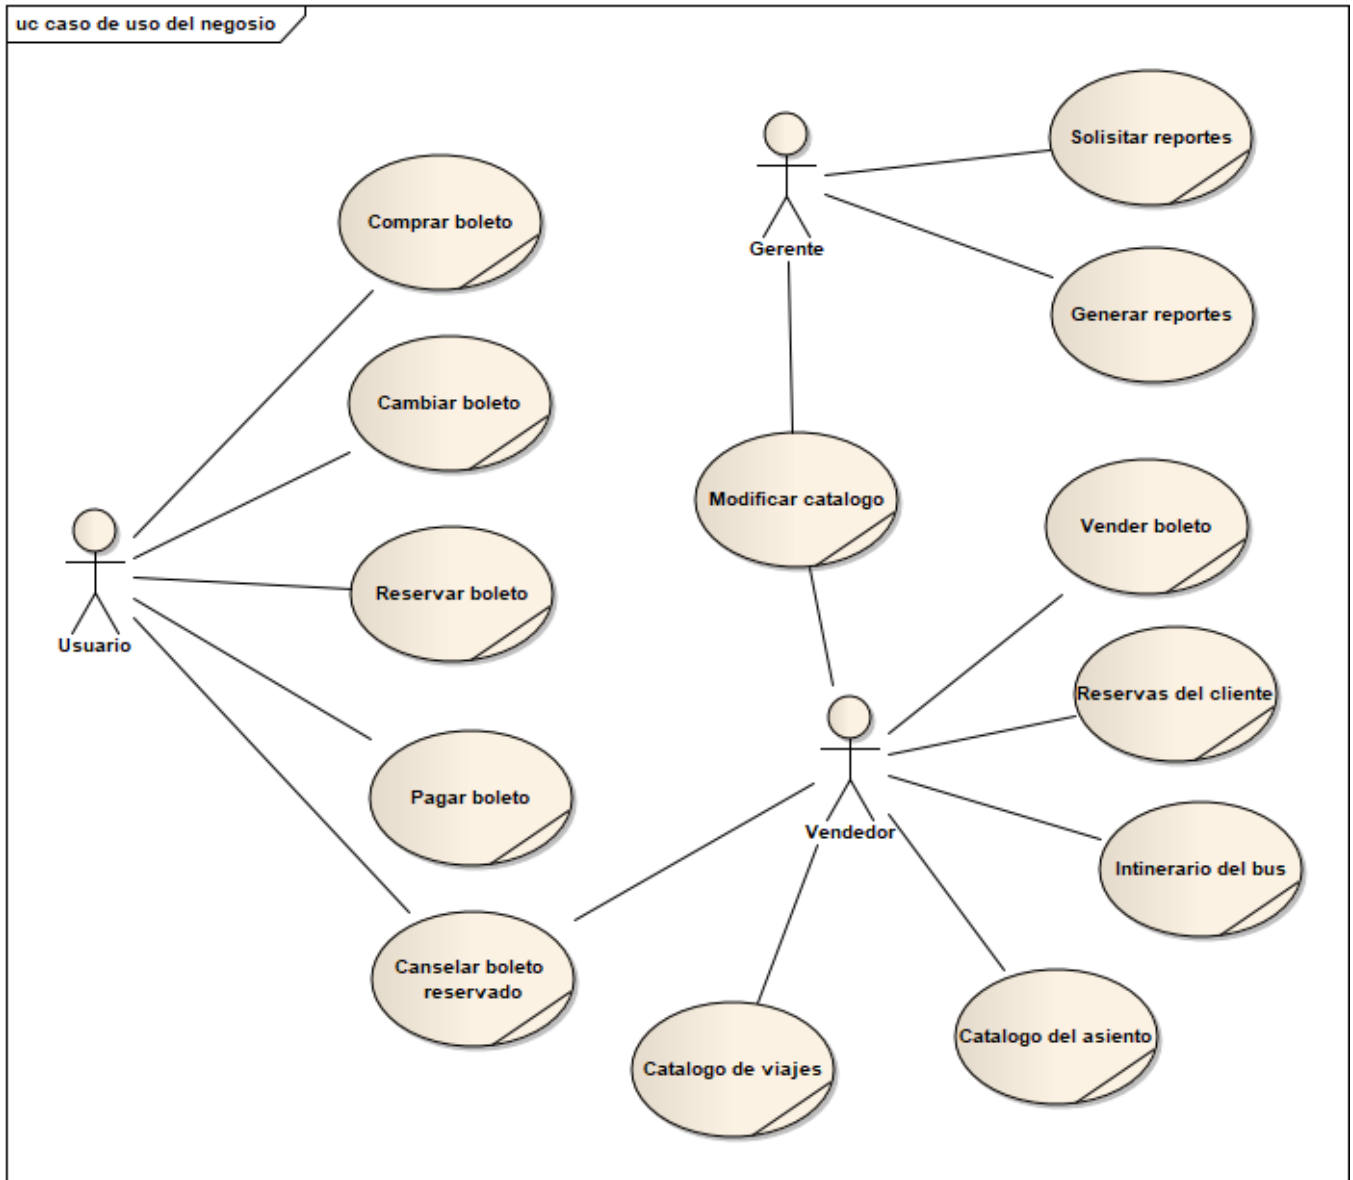 uc caso de uso del negosio
Solisitar reportes
Comprar boleto
Gerente
Generar reportes
Cambiar boleto
Modificar catalogo
Vender boleto
Reservar boleto
Usuario
Reservas del cliente
Pagar boleto
Vendedor
Intinerario del bus
Canselar boleto
reservado
Catalogo del asiento
Catalogo de viajes